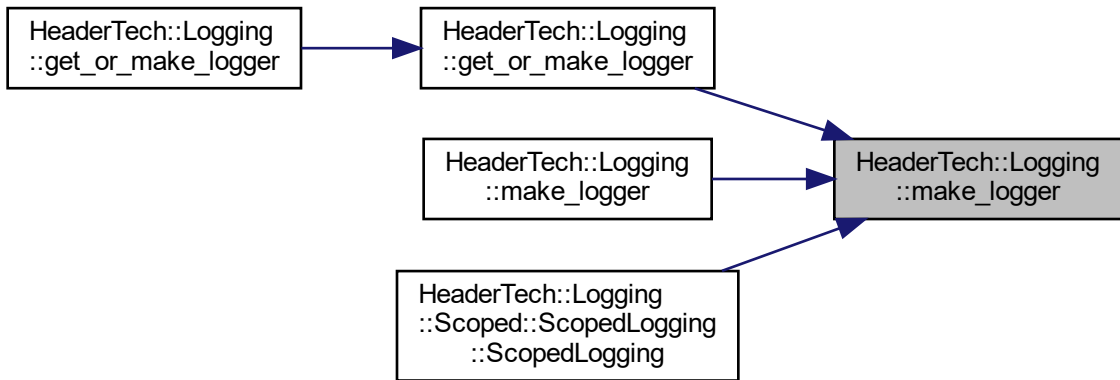 HeaderTech::Logging
::get_or_make_logger
HeaderTech::Logging
::get_or_make_logger
HeaderTech::Logging
::make_logger
HeaderTech::Logging
::Scoped::ScopedLogging
::ScopedLogging
HeaderTech::Logging
::make_logger